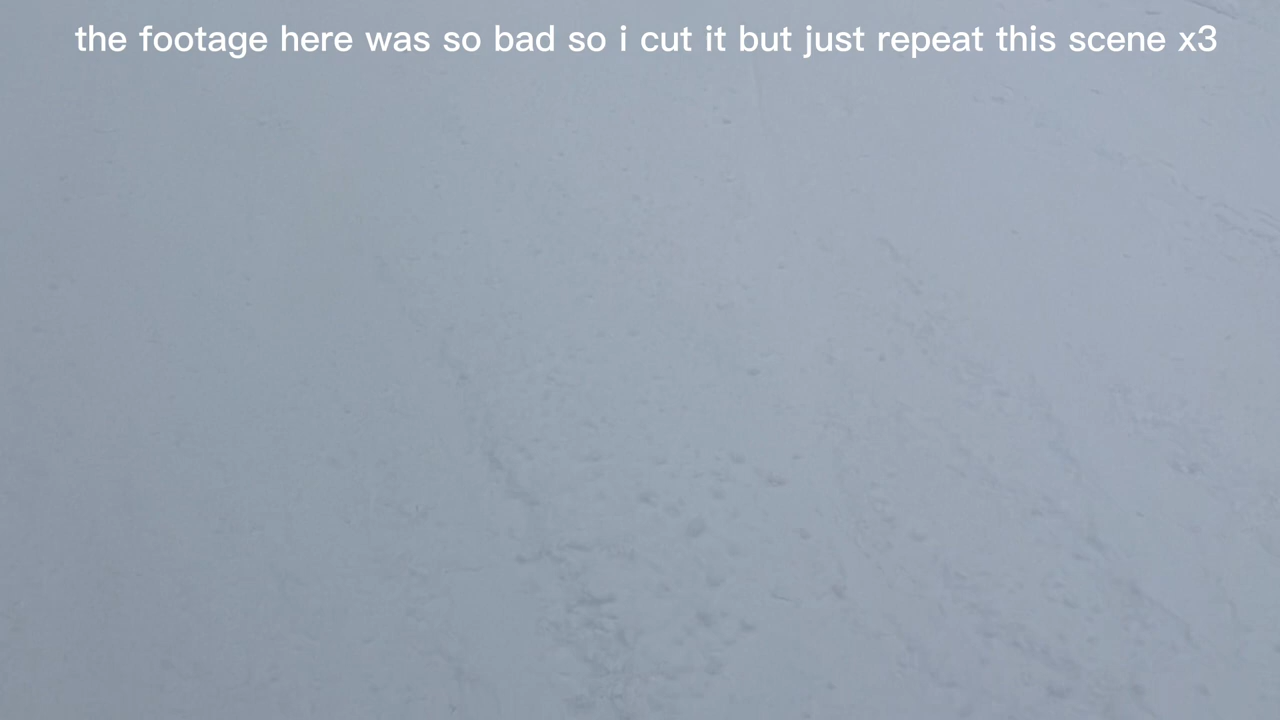 the footage here was so bad so i cut it but just repeat this scene x3